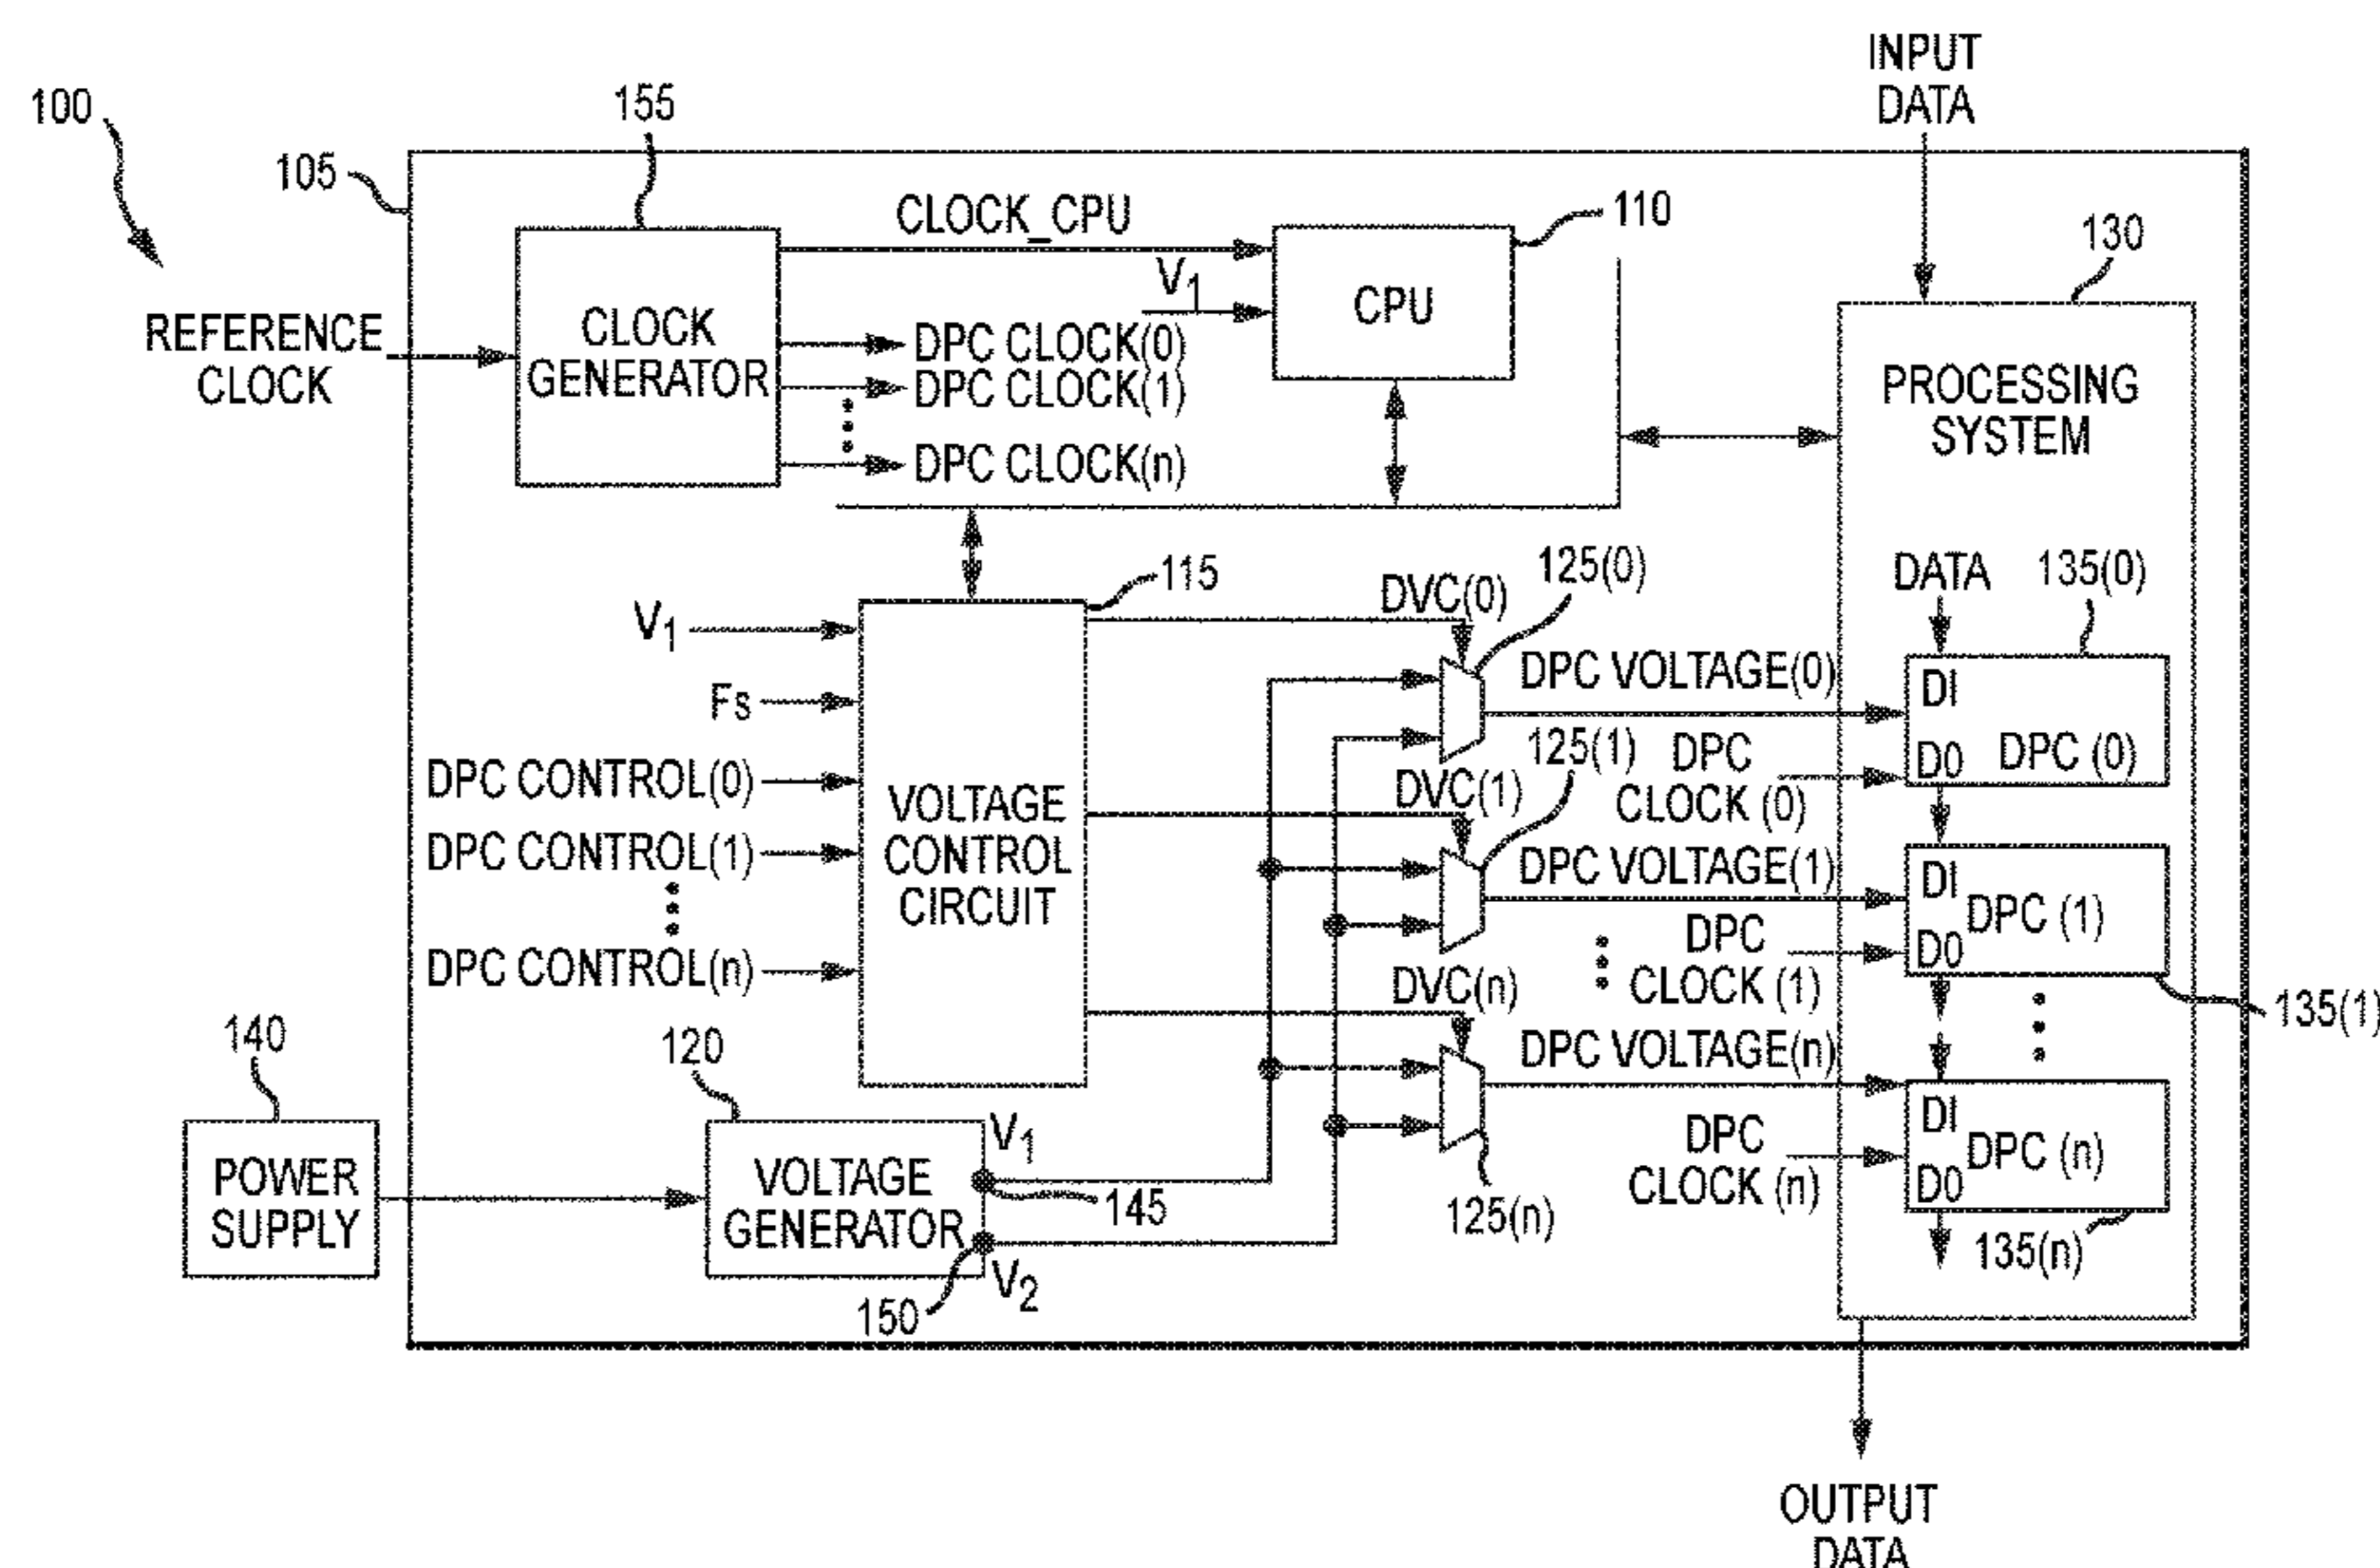 INPUT
DATA
100
155
105
CLOCK_CPU
110
130
V1
REFERENCE
CLOCK
CLOCK
GENERATOR
CPU
DPC CLOCK(0)
DPC CLOCK(1)
DPC CLOCK(n)
PROCESSING
SYSTEM
115
DVC(0)
125(0)
DATA
135(0)
V1
Fs
DPC CONTROL(0)
DPC CONTROL(1)
DPC CONTROL(n)
VOLTAGE
CONTROL
CIRCUIT
DPC VOLTAGE(0)
DI
D0
DPC (0)
DPC
CLOCK (0)
DVC(1)
125(1)
DPC VOLTAGE(1)
DI
D0
DPC (1)
DPC
CLOCK (1)
135(1)
DVC(n)
DPC VOLTAGE(n)
DI
D0
DPC (n)
DPC
CLOCK (n)
125(n)
135(n)
140
120
POWER
SUPPLY
VOLTAGE
GENERATOR
V1
145
150
V2
OUTPUT
DATA